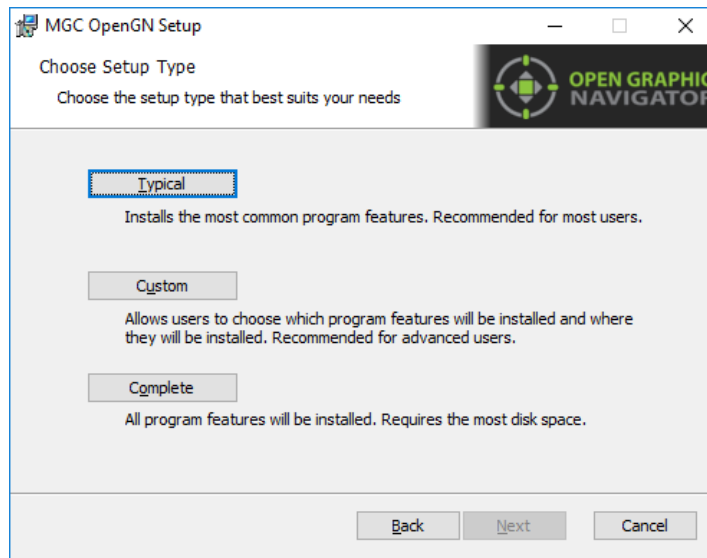 MGC OpenGN Setup
Choose Setup Type
Choose the setup type that best suits your needs
OPEN GRAPHIC
NAVIGATOR
Typical
Installs the most common program features. Recommended for most users.
Custom
Allows users to choose which program features will be installed and where
they will be installed. Recommended for advanced users.
Complete
All program features will be installed. Requires the most disk space.
Back Next Cancel